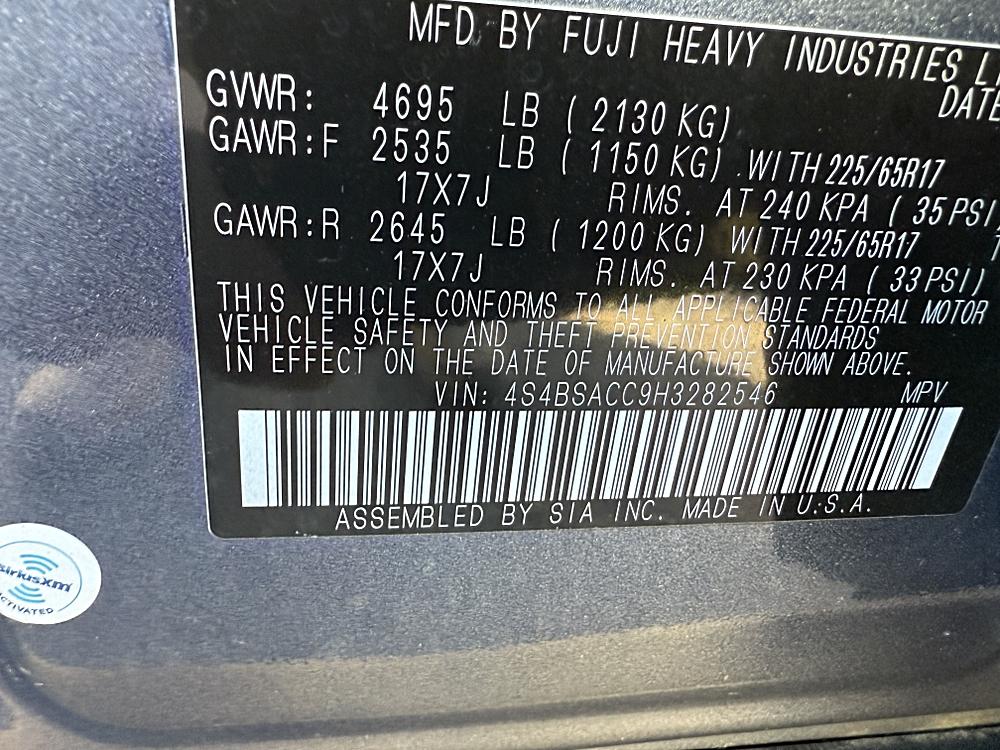 MFD. BY FUJI HEAVY INDUSTRIES
DATE
GVWR: 4695 LB ( 2130 KG)
GAWR:F 2535 LB ( 1150 KG) WITH 225/65R17
17X7J RIMS. AT 240 KPA ( 35 PSI)
GAWR:R 2645 LB ( 1200 KG) WITH 225/65R17
17X7J RIMS. AT 230 KPA ( 33 PSI)
THIS VEHICLE CONFORMS TO ALL APPLICABLE FEDERAL MOTOR
VEHICLE SAFETY AND THEFT PREVENTION STANDARDS
IN EFFECT ON THE DATE OF MANUFACTURE SHOWN ABOVE.
VIN: 4S4BSACC9H3282546 MPV
ASSEMBLED BY SIA INC. MADE IN U.S.A.
siriusxm
ACTIVATED